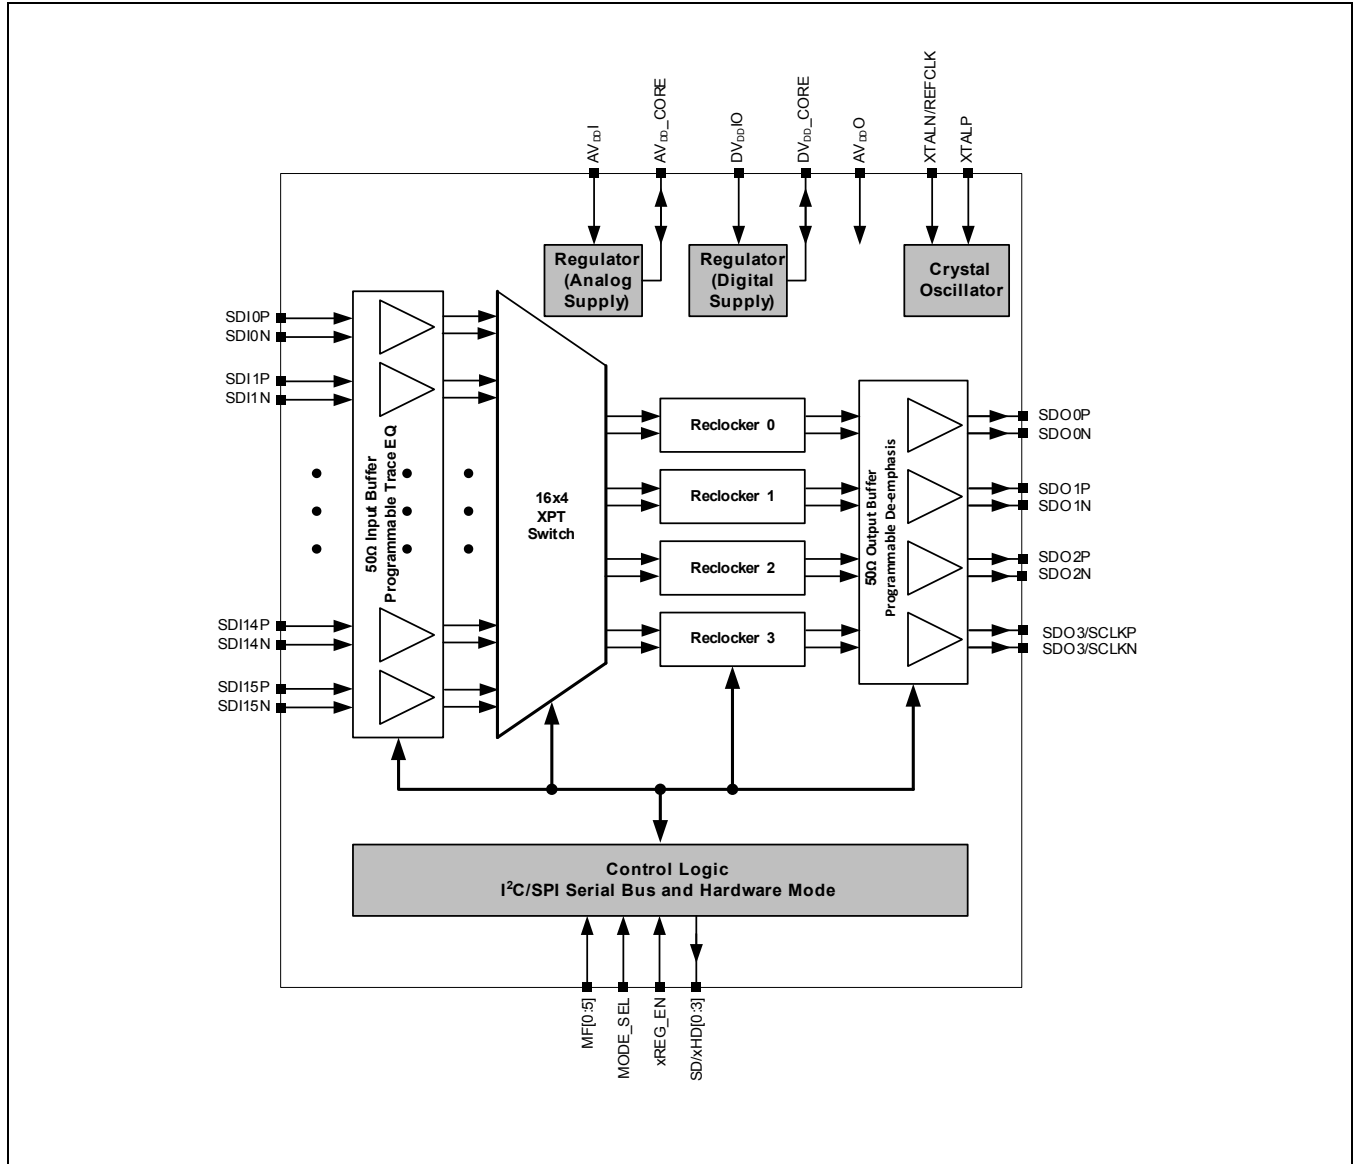 AVDDI
AVDD_CORE
DVDDIO
DVDD_CORE
AVDDO
XTALN/REFCLK
XTALP
Regulator
(Analog
Supply)
Regulator
(Digital
Supply)
Crystal
Oscillator
SDI0P
SDI0N
SDI1P
SDI1N
SDI14P
SDI14N
SDI15P
SDI15N
50Ω Input Buffer
Programmable Trace EQ
16x4
XPT
Switch
Reclocker 0
Reclocker 1
Reclocker 2
Reclocker 3
50Ω Output Buffer
Programmable De-emphasis
SDO0P
SDO0N
SDO1P
SDO1N
SDO2P
SDO2N
SDO3/SCLKP
SDO3/SCLKN
Control Logic
I²C/SPI Serial Bus and Hardware Mode
MF[0:5]
MODE_SEL
xREG_EN
SD/xHD[0:3]